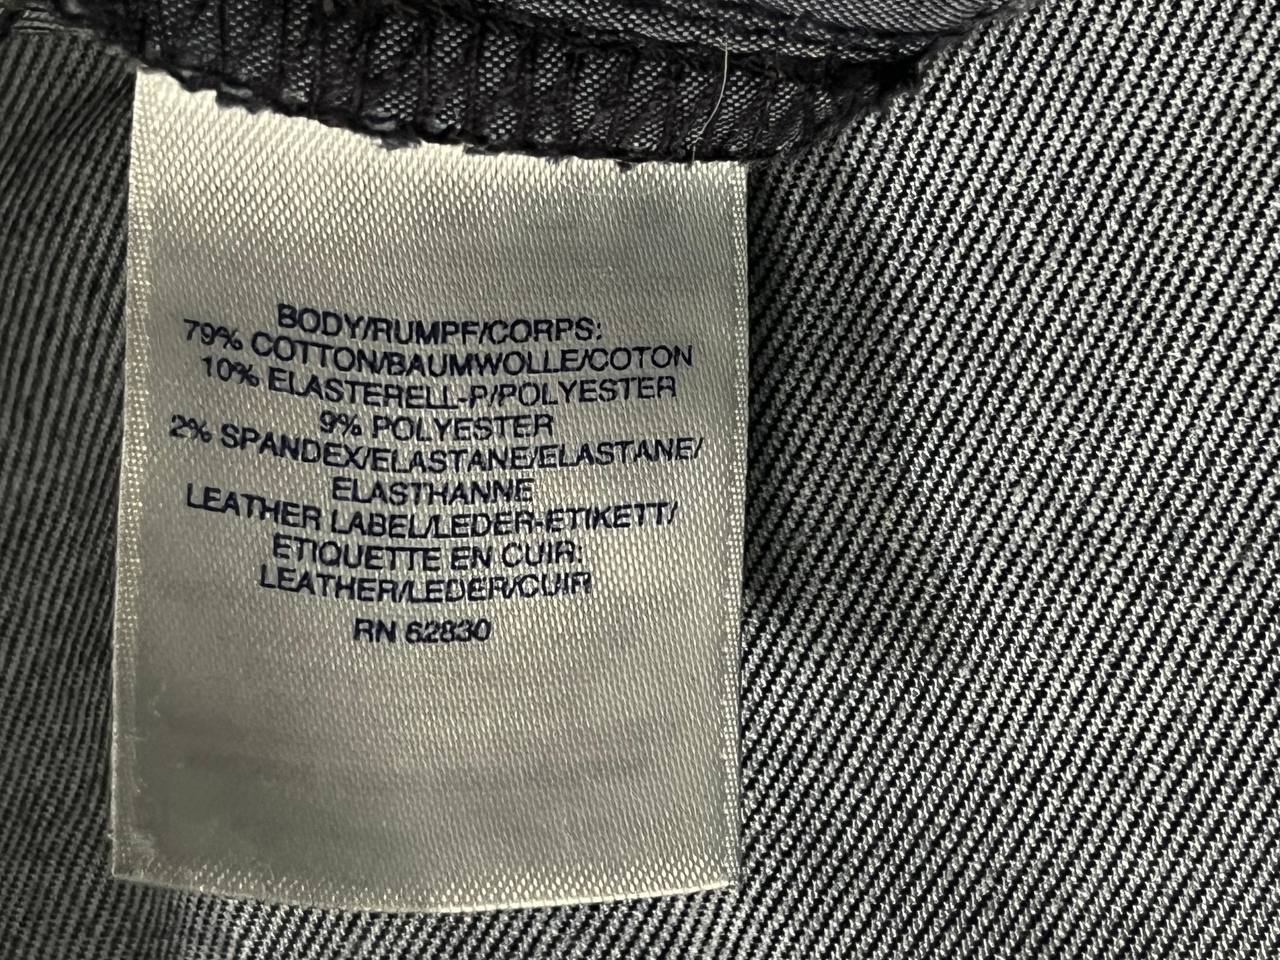 BODY/RUMPF/CORPS:
79% COTTON/BAUMWOLLE/COTON
10% ELASTERELL-P/POLYESTER
9% POLYESTER
2% SPANDEX/ELASTANE/ELASTANE/
ELASTHANNE
LEATHER LABEL/LEDER-ETIKETT/
ETIQUETTE EN CUIR:
LEATHER/LEDER/CUIR
RN 62830